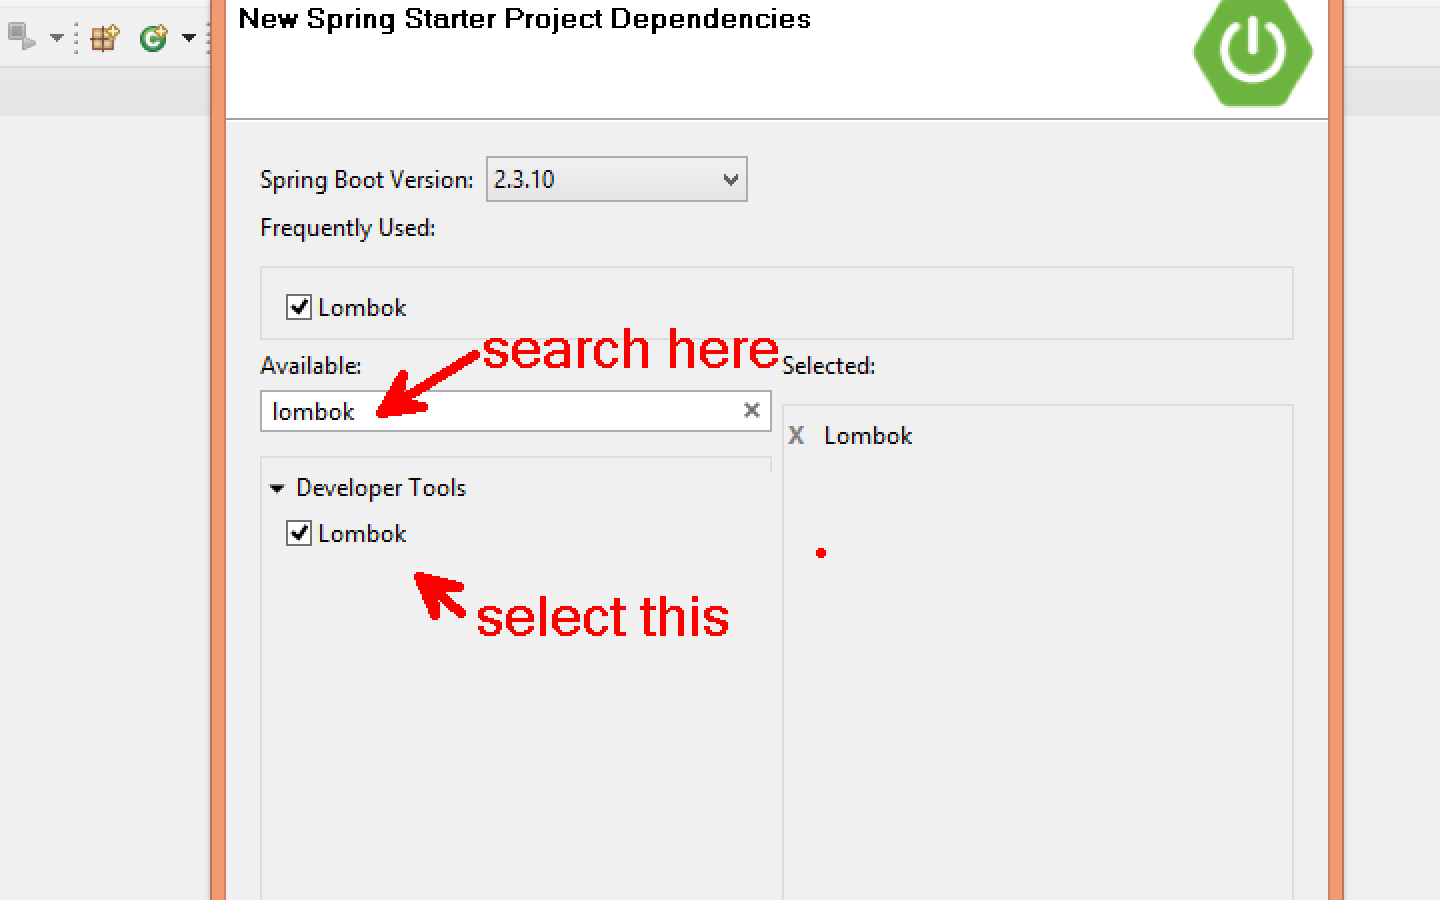 New Spring Starter Project Dependencies
Spring Boot Version: 2.3.10
Frequently Used:
Lombok
search here
Available:
Selected:
lombok
X Lombok
Developer Tools
Lombok
select this